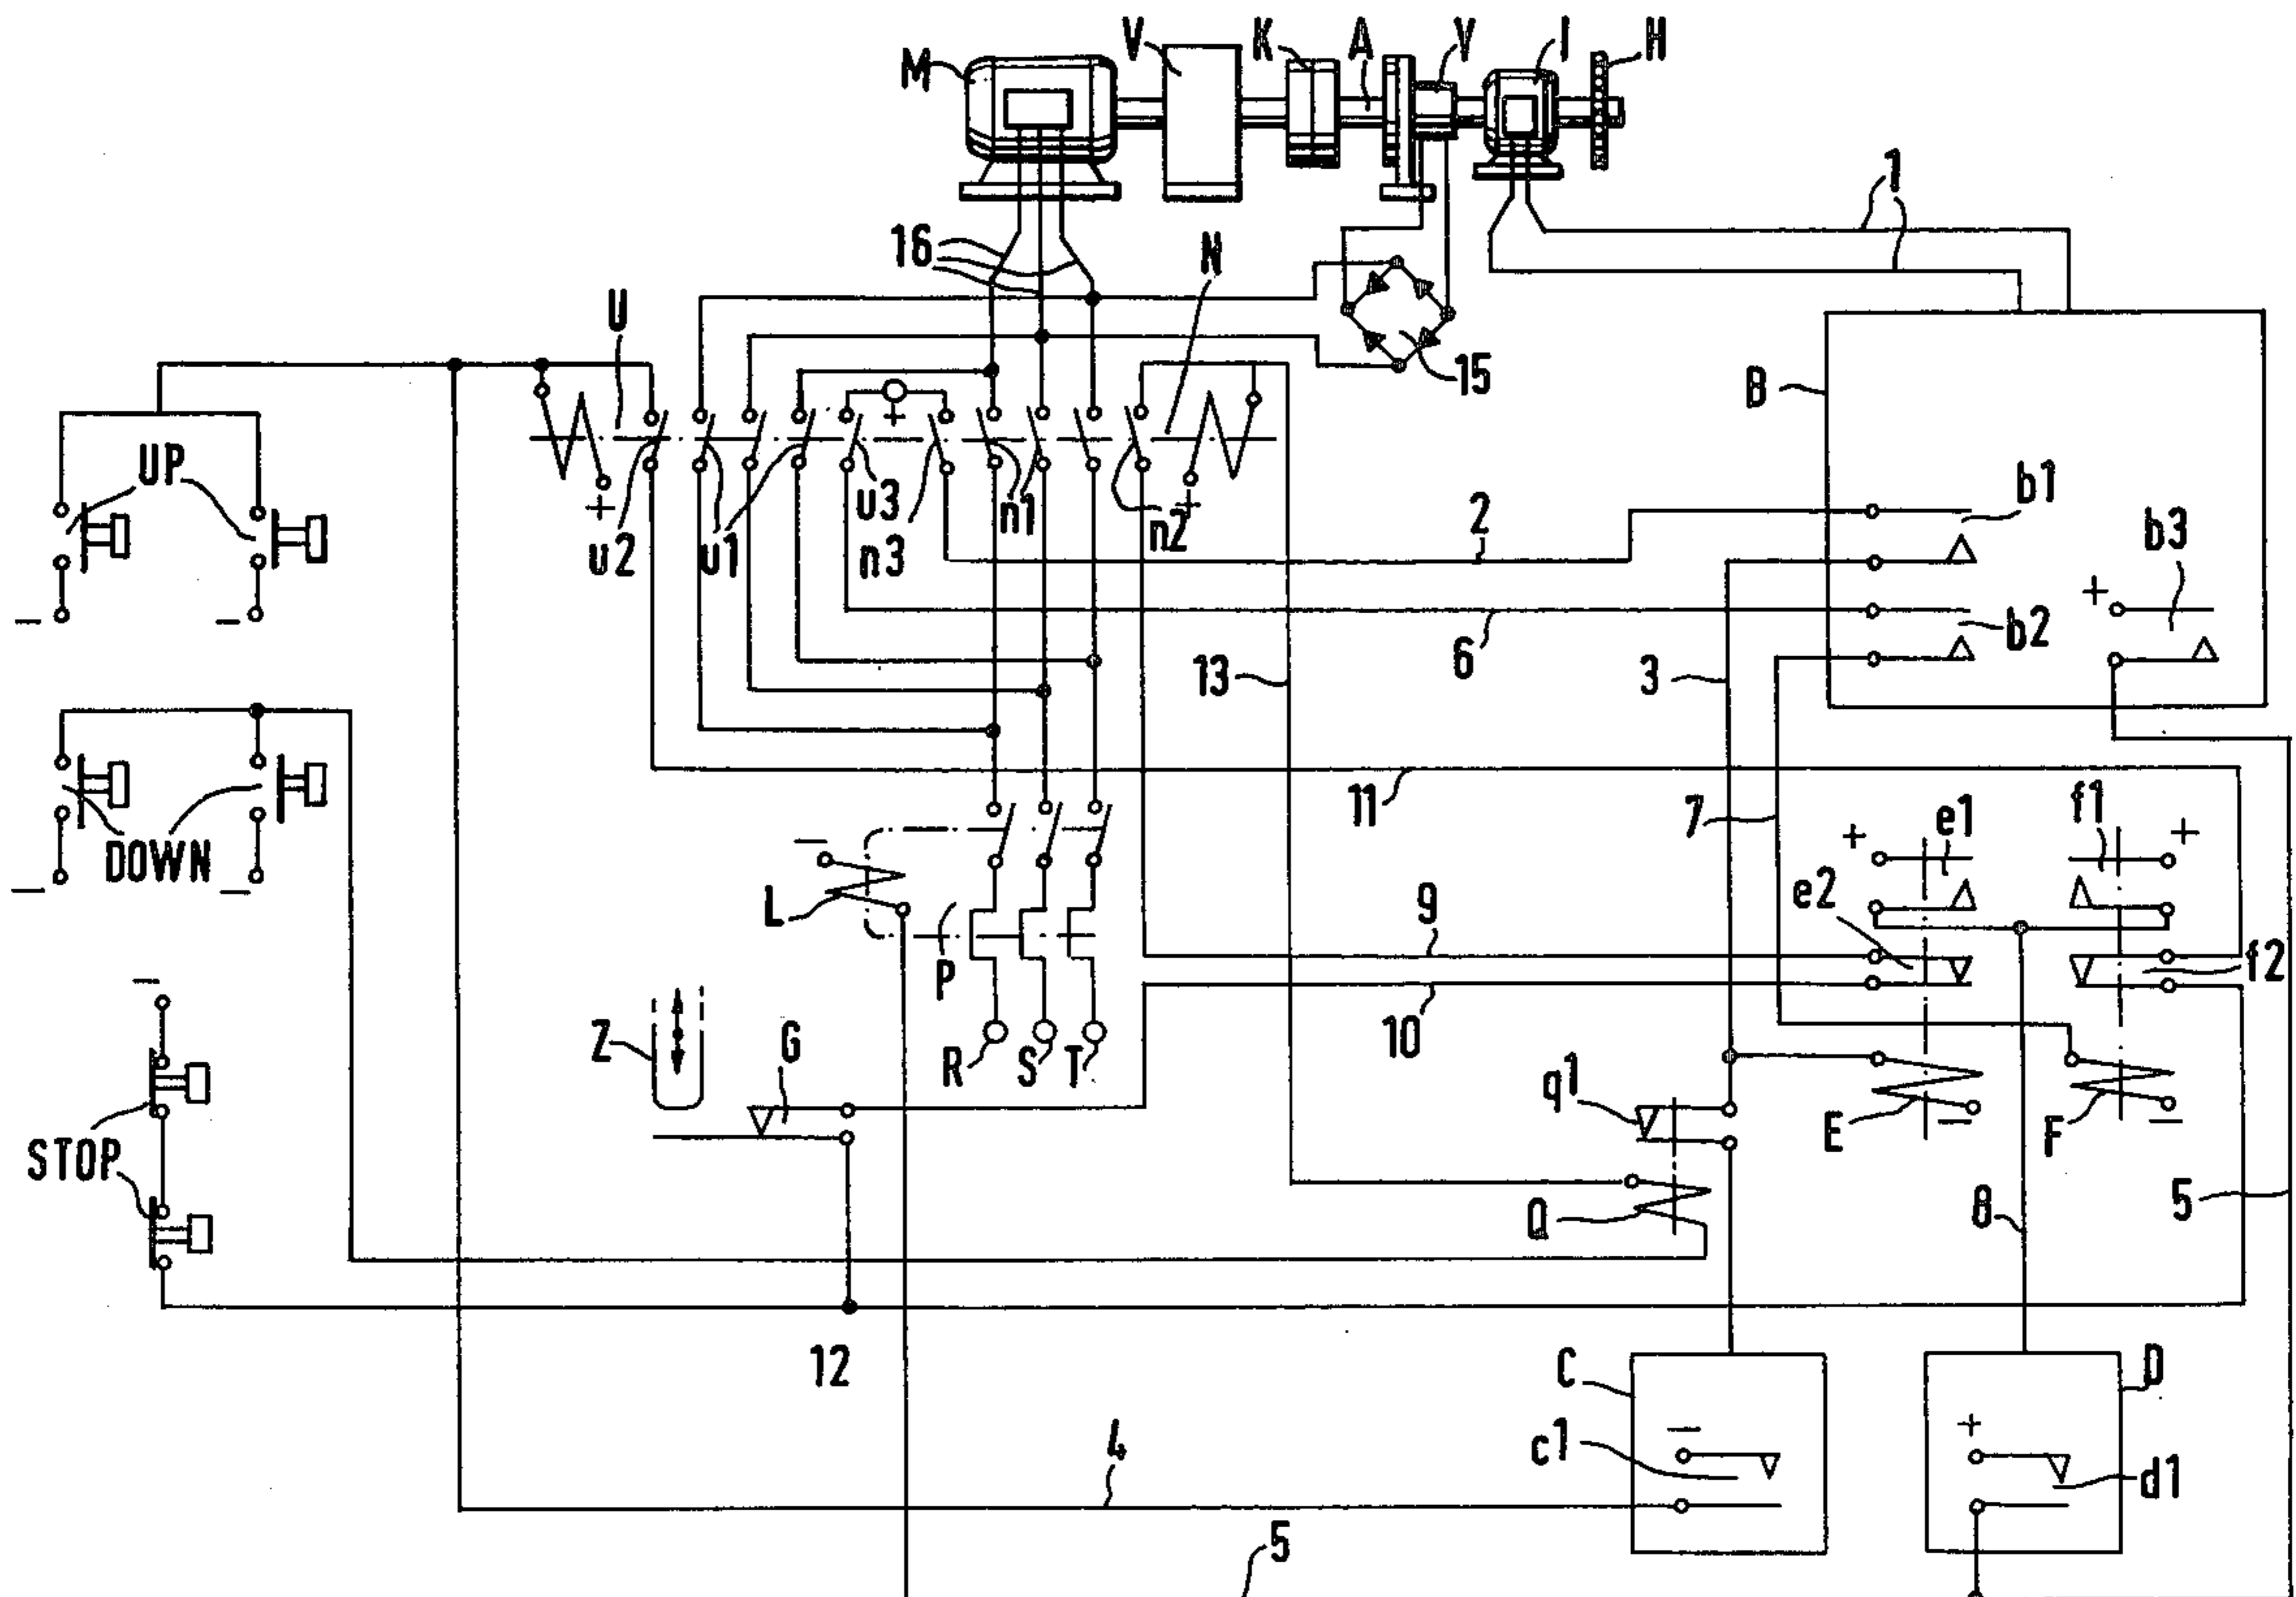 M V K A Y I H
1
16 N
U
15
B
UP
+ + +
u2 u1 u3 n3 n1 n2
2
b1
b3
+
b2
6
13
3
11
7
DOWN
+ e1 f1 +
L
e2
9
f2
P
Z G
R S T
10
q1
E F
STOP
Q
8
5
12
C D
4
c1
+
d1
5